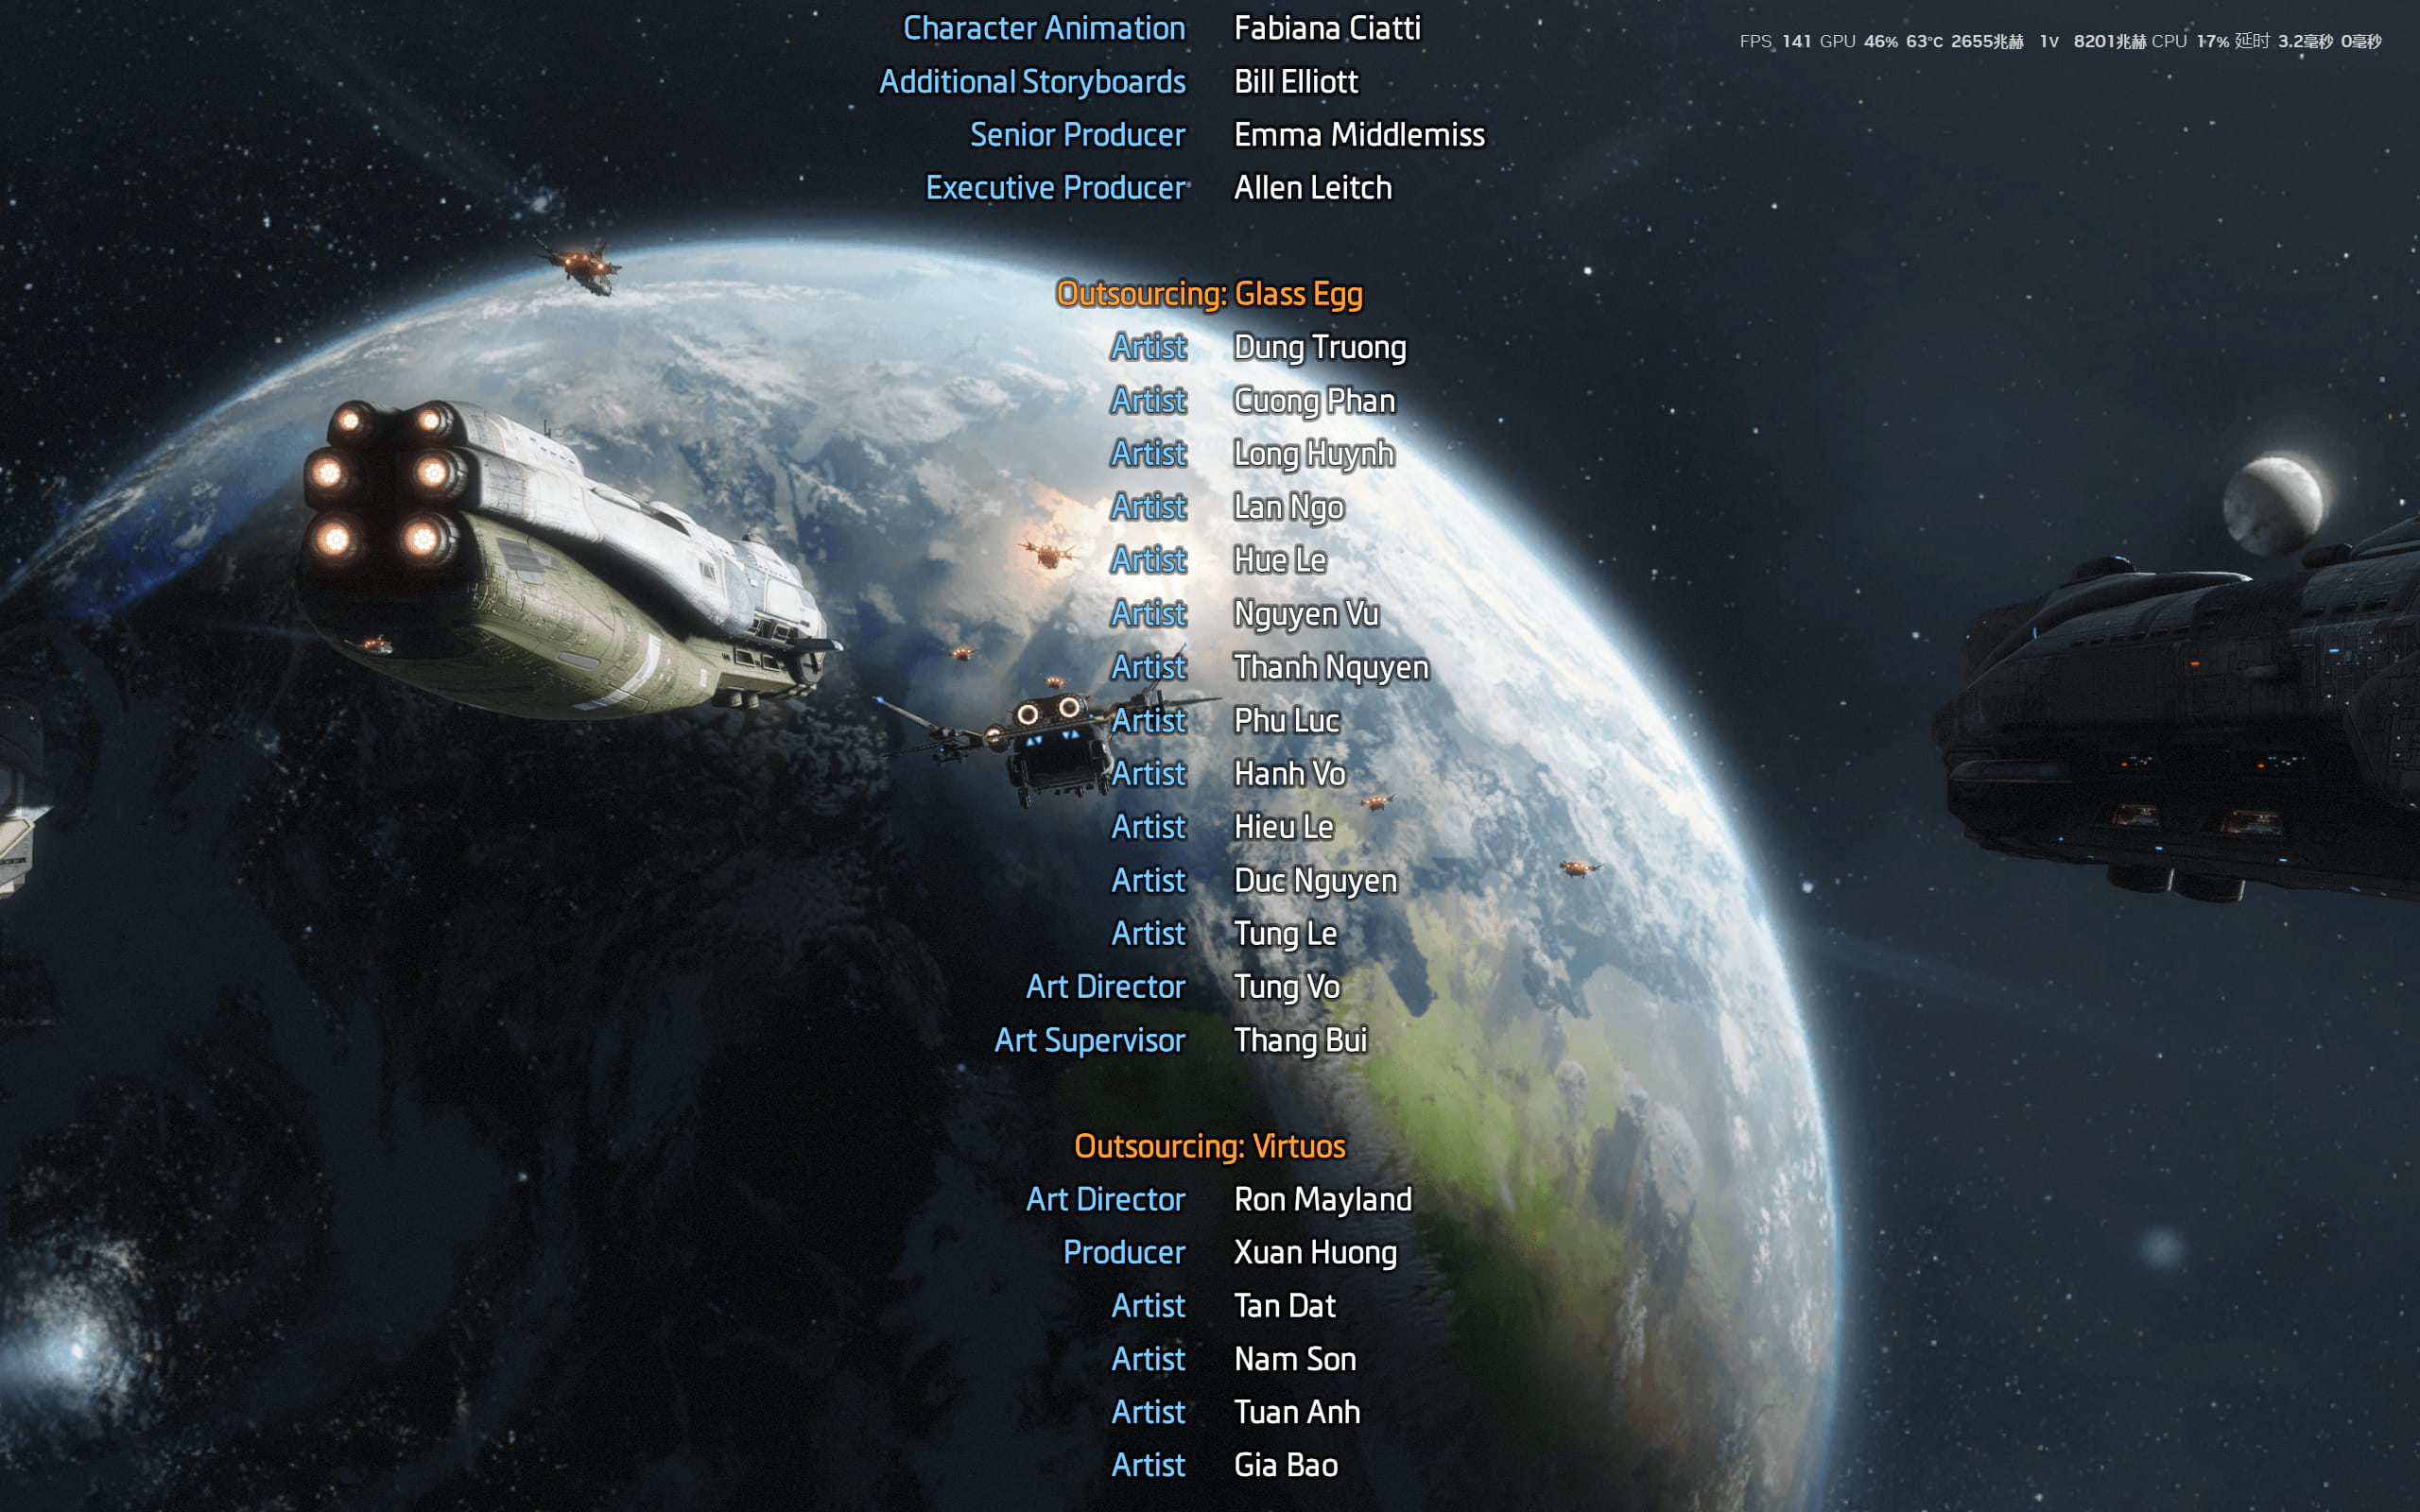 Character Animation Fabiana Ciatti
FPS 141 GPU 46% 63°C 2655兆赫 1V 8201兆赫 CPU 17% 延时 3.2毫秒 0毫秒
Additional Storyboards Bill Elliott
Senior Producer Emma Middlemiss
Executive Producer Allen Leitch
Outsourcing: Glass Egg
Artist Dung Truong
Artist Cuong Phan
Artist Long Huynh
Artist Lan Ngo
Artist Hue Le
Artist Nguyen Vu
Artist Thanh Nquyen
Artist Phu Luc
Artist Hanh Vo
Artist Hieu Le
Artist Duc Nguyen
Artist Tung Le
Art Director Tung Vo
Art Supervisor Thang Bui
Outsourcing: Virtuos
Art Director Ron Mayland
Producer Xuan Huong
Artist Tan Dat
Artist Nam Son
Artist Tuan Anh
Artist Gia Bao